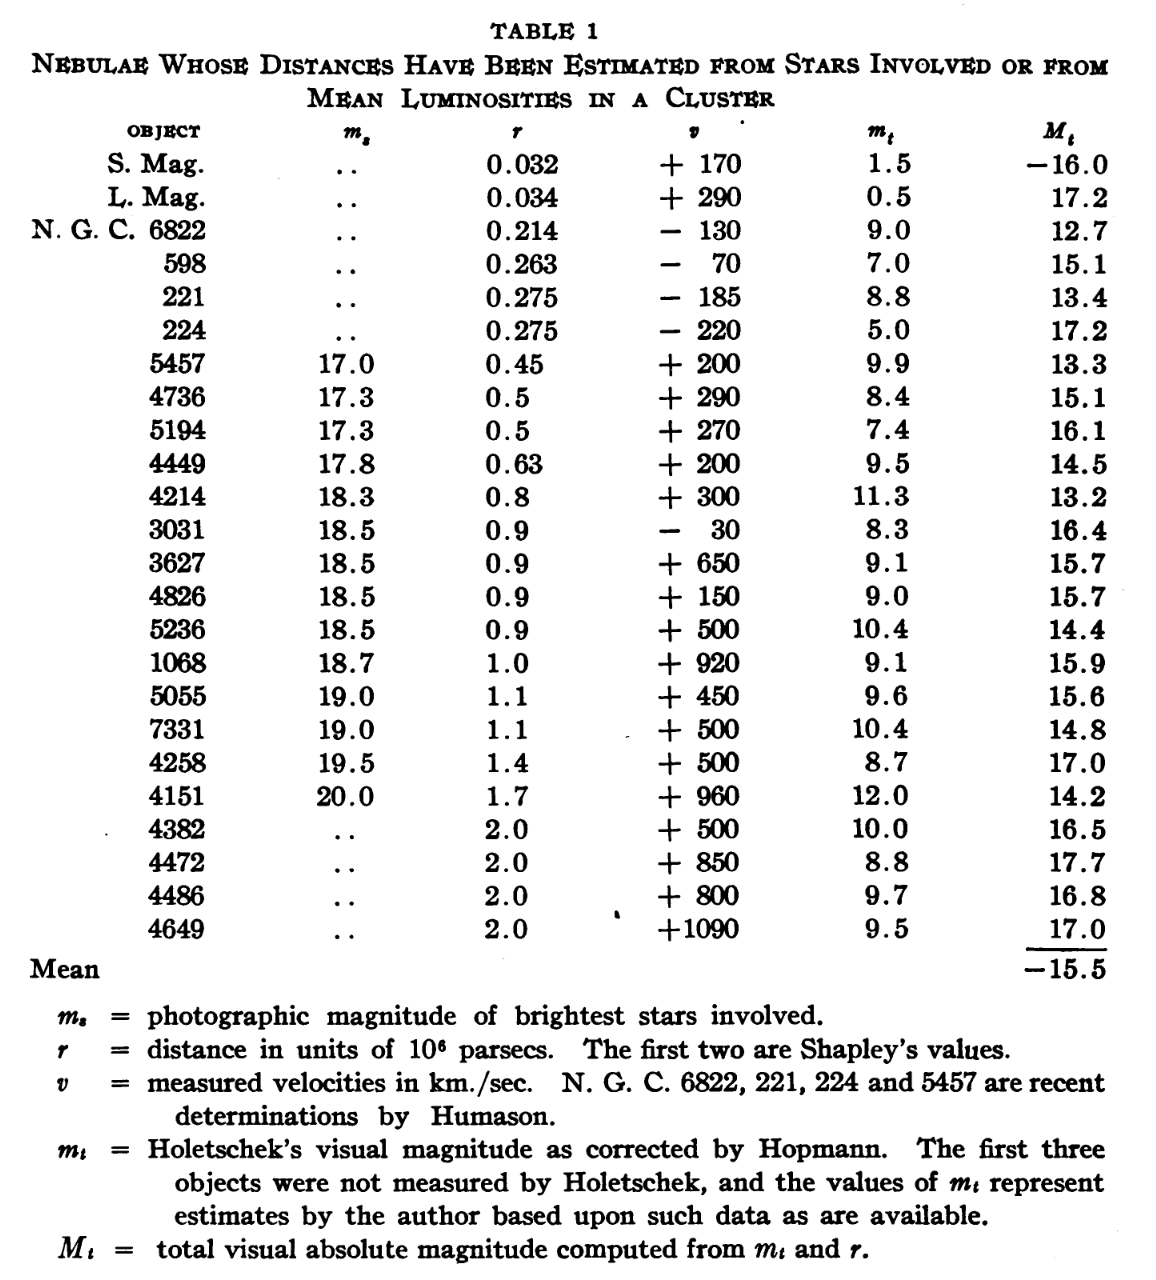 TABLE 1
NEBULAE WHOSE DISTANCES HAVE BEEN ESTIMATED FROM STARS INVOLVED OR FROM
MEAN LUMINOSITIES IN A CLUSTER
OBJECT mₛ r v mₜ Mₜ
S. Mag. .. 0.032 + 170 1.5 −16.0
L. Mag. .. 0.034 + 290 0.5 17.2
N. G. C. 6822 .. 0.214 − 130 9.0 12.7
598 .. 0.263 − 70 7.0 15.1
221 .. 0.275 − 185 8.8 13.4
224 .. 0.275 − 220 5.0 17.2
5457 17.0 0.45 + 200 9.9 13.3
4736 17.3 0.5 + 290 8.4 15.1
5194 17.3 0.5 + 270 7.4 16.1
4449 17.8 0.63 + 200 9.5 14.5
4214 18.3 0.8 + 300 11.3 13.2
3031 18.5 0.9 − 30 8.3 16.4
3627 18.5 0.9 + 650 9.1 15.7
4826 18.5 0.9 + 150 9.0 15.7
5236 18.5 0.9 + 500 10.4 14.4
1068 18.7 1.0 + 920 9.1 15.9
5055 19.0 1.1 + 450 9.6 15.6
7331 19.0 1.1 + 500 10.4 14.8
4258 19.5 1.4 + 500 8.7 17.0
4151 20.0 1.7 + 960 12.0 14.2
4382 .. 2.0 + 500 10.0 16.5
4472 .. 2.0 + 850 8.8 17.7
4486 .. 2.0 + 800 9.7 16.8
4649 .. 2.0 +1090 9.5 17.0
Mean −15.5
mₛ = photographic magnitude of brightest stars involved.
r = distance in units of 10⁶ parsecs. The first two are Shapley's values.
v = measured velocities in km./sec. N. G. C. 6822, 221, 224 and 5457 are recent
determinations by Humason.
mₜ = Holetschek's visual magnitude as corrected by Hopmann. The first three
objects were not measured by Holetschek, and the values of mₜ represent
estimates by the author based upon such data as are available.
Mₜ = total visual absolute magnitude computed from mₜ and r.